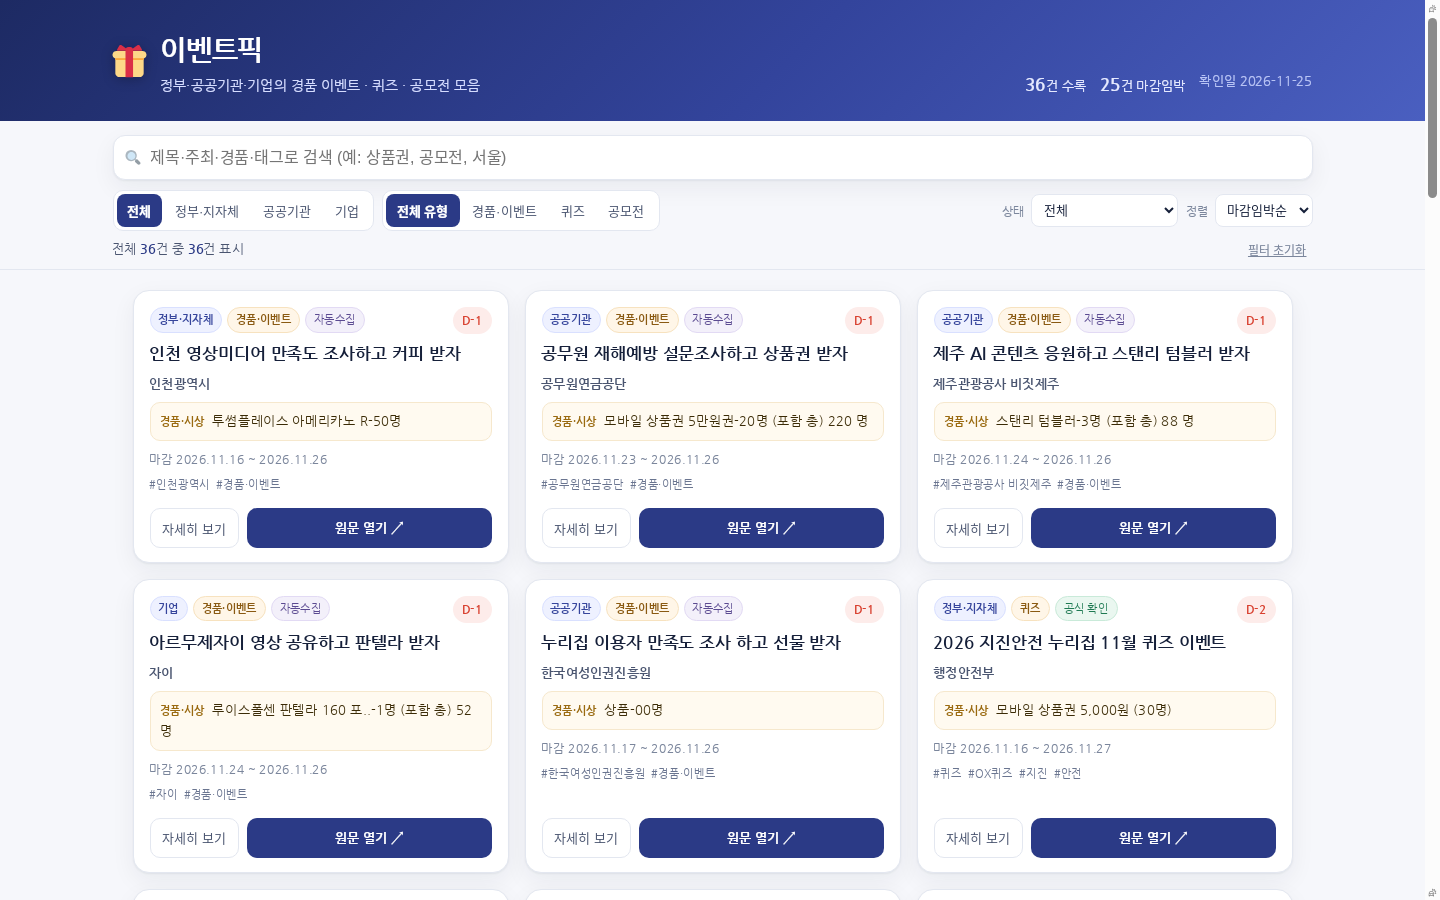 이벤트픽
정부·공공기관·기업의 경품 이벤트 · 퀴즈 · 공모전 모음
36건 수록 25건 마감임박 확인일 2026-11-25
제목·주최·경품·태그로 검색 (예: 상품권, 공모전, 서울)
전체 정부·지자체 공공기관 기업 전체 유형 경품·이벤트 퀴즈 공모전 상태 전체 정렬 마감임박순
전체 36건 중 36건 표시 필터 초기화
정부·지자체 경품·이벤트 자동수집 D-1
인천 영상미디어 만족도 조사하고 커피 받자
인천광역시
경품·시상 투썸플레이스 아메리카노 R-50명
마감 2026.11.16 ~ 2026.11.26
#인천광역시 #경품·이벤트
자세히 보기 원문 열기 ↗
공공기관 경품·이벤트 자동수집 D-1
공무원 재해예방 설문조사하고 상품권 받자
공무원연금공단
경품·시상 모바일 상품권 5만원권-20명 (포함 총) 220 명
마감 2026.11.23 ~ 2026.11.26
#공무원연금공단 #경품·이벤트
자세히 보기 원문 열기 ↗
공공기관 경품·이벤트 자동수집 D-1
제주 AI 콘텐츠 응원하고 스탠리 텀블러 받자
제주관광공사 비짓제주
경품·시상 스탠리 텀블러-3명 (포함 총) 88 명
마감 2026.11.24 ~ 2026.11.26
#제주관광공사 비짓제주 #경품·이벤트
자세히 보기 원문 열기 ↗
기업 경품·이벤트 자동수집 D-1
아르무제자이 영상 공유하고 판텔라 받자
자이
경품·시상 루이스폴센 판텔라 160 포..-1명 (포함 총) 52
명
마감 2026.11.24 ~ 2026.11.26
#자이 #경품·이벤트
자세히 보기 원문 열기 ↗
공공기관 경품·이벤트 자동수집 D-1
누리집 이용자 만족도 조사 하고 선물 받자
한국여성인권진흥원
경품·시상 상품-00명
마감 2026.11.17 ~ 2026.11.26
#한국여성인권진흥원 #경품·이벤트
자세히 보기 원문 열기 ↗
정부·지자체 퀴즈 공식 확인 D-2
2026 지진안전 누리집 11월 퀴즈 이벤트
행정안전부
경품·시상 모바일 상품권 5,000원 (30명)
마감 2026.11.16 ~ 2026.11.27
#퀴즈 #OX퀴즈 #지진 #안전
자세히 보기 원문 열기 ↗